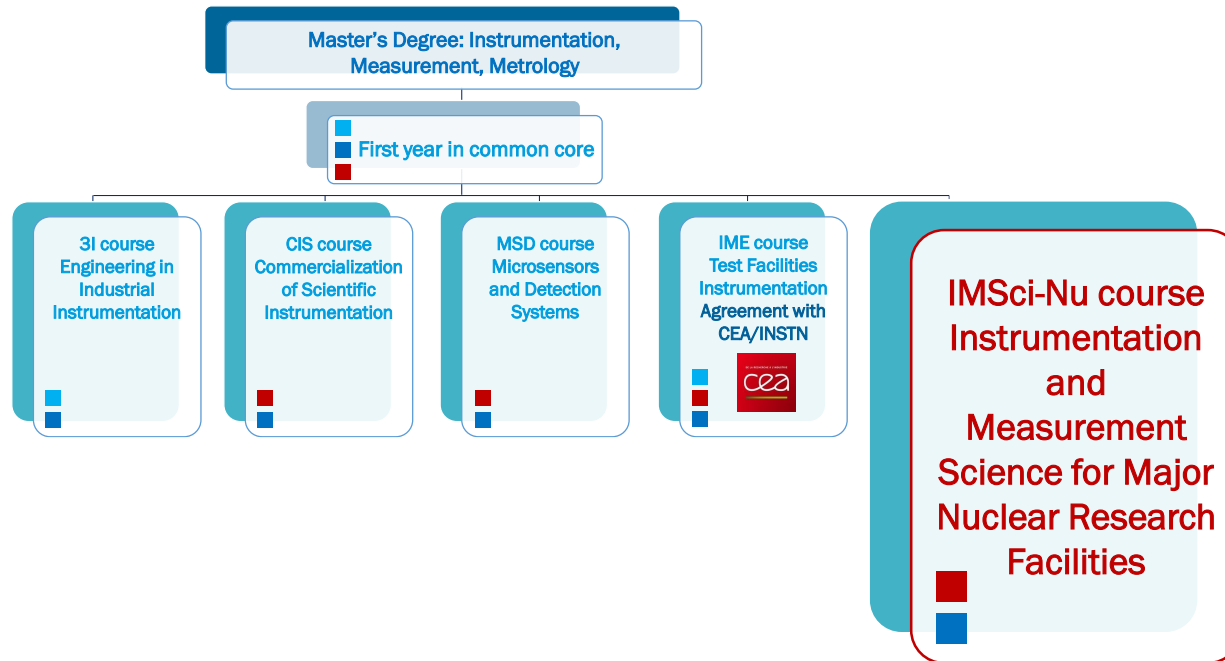 Master's Degree: Instrumentation,
Measurement, Metrology
First year in common core
3I course
Engineering in
Industrial
Instrumentation
CIS course
Commercialization
of Scientific
Instrumentation
MSD course
Microsensors
and Detection
Systems
IME course
Test Facilities
Instrumentation
Agreement with
CEA/INSTN
cea
IMSci-Nu course
Instrumentation
and
Measurement
Science for Major
Nuclear Research
Facilities